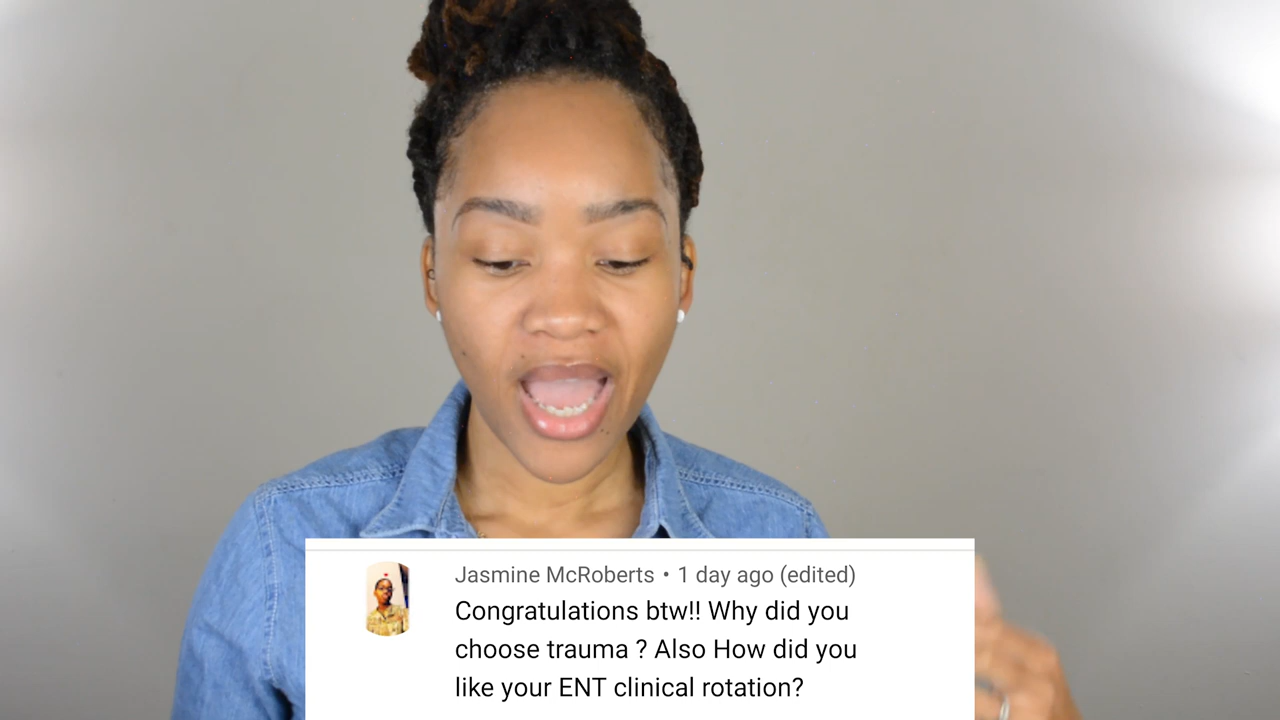 Jasmine McRoberts • 1 day ago (edited)
Congratulations btw!! Why did you
choose trauma ? Also How did you
like your ENT clinical rotation?